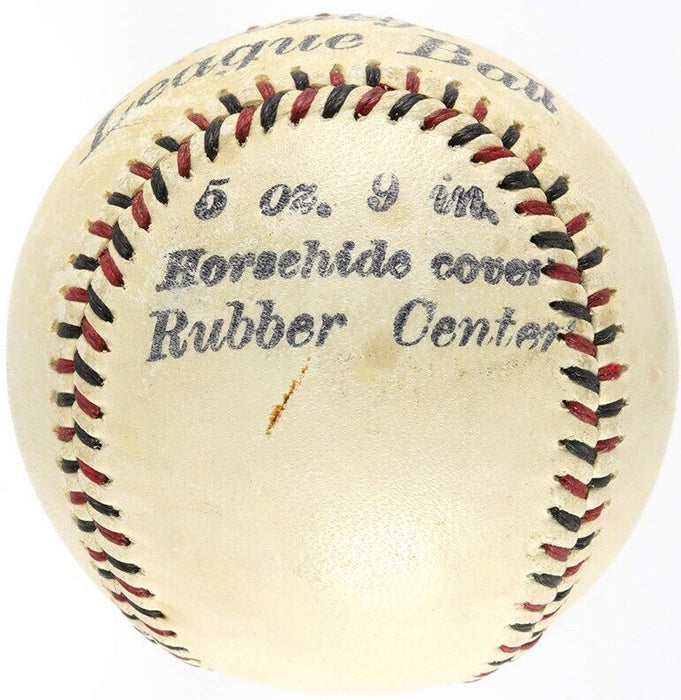 League Ball
5 oz. 9 in.
Horsehide cover
Rubber Center